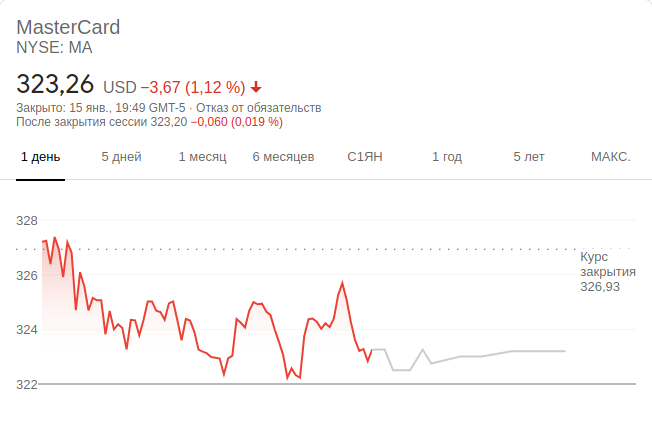 MasterCard
NYSE: MA
323,26 USD −3,67 (1,12 %)
Закрыто: 15 янв., 19:49 GMT-5 · Отказ от обязательств
После закрытия сессии 323,20 −0,060 (0,019 %)
1 день 5 дней 1 месяц 6 месяцев С1ЯН 1 год 5 лет МАКС.
328
326
324
322
Курс
закрытия
326,93